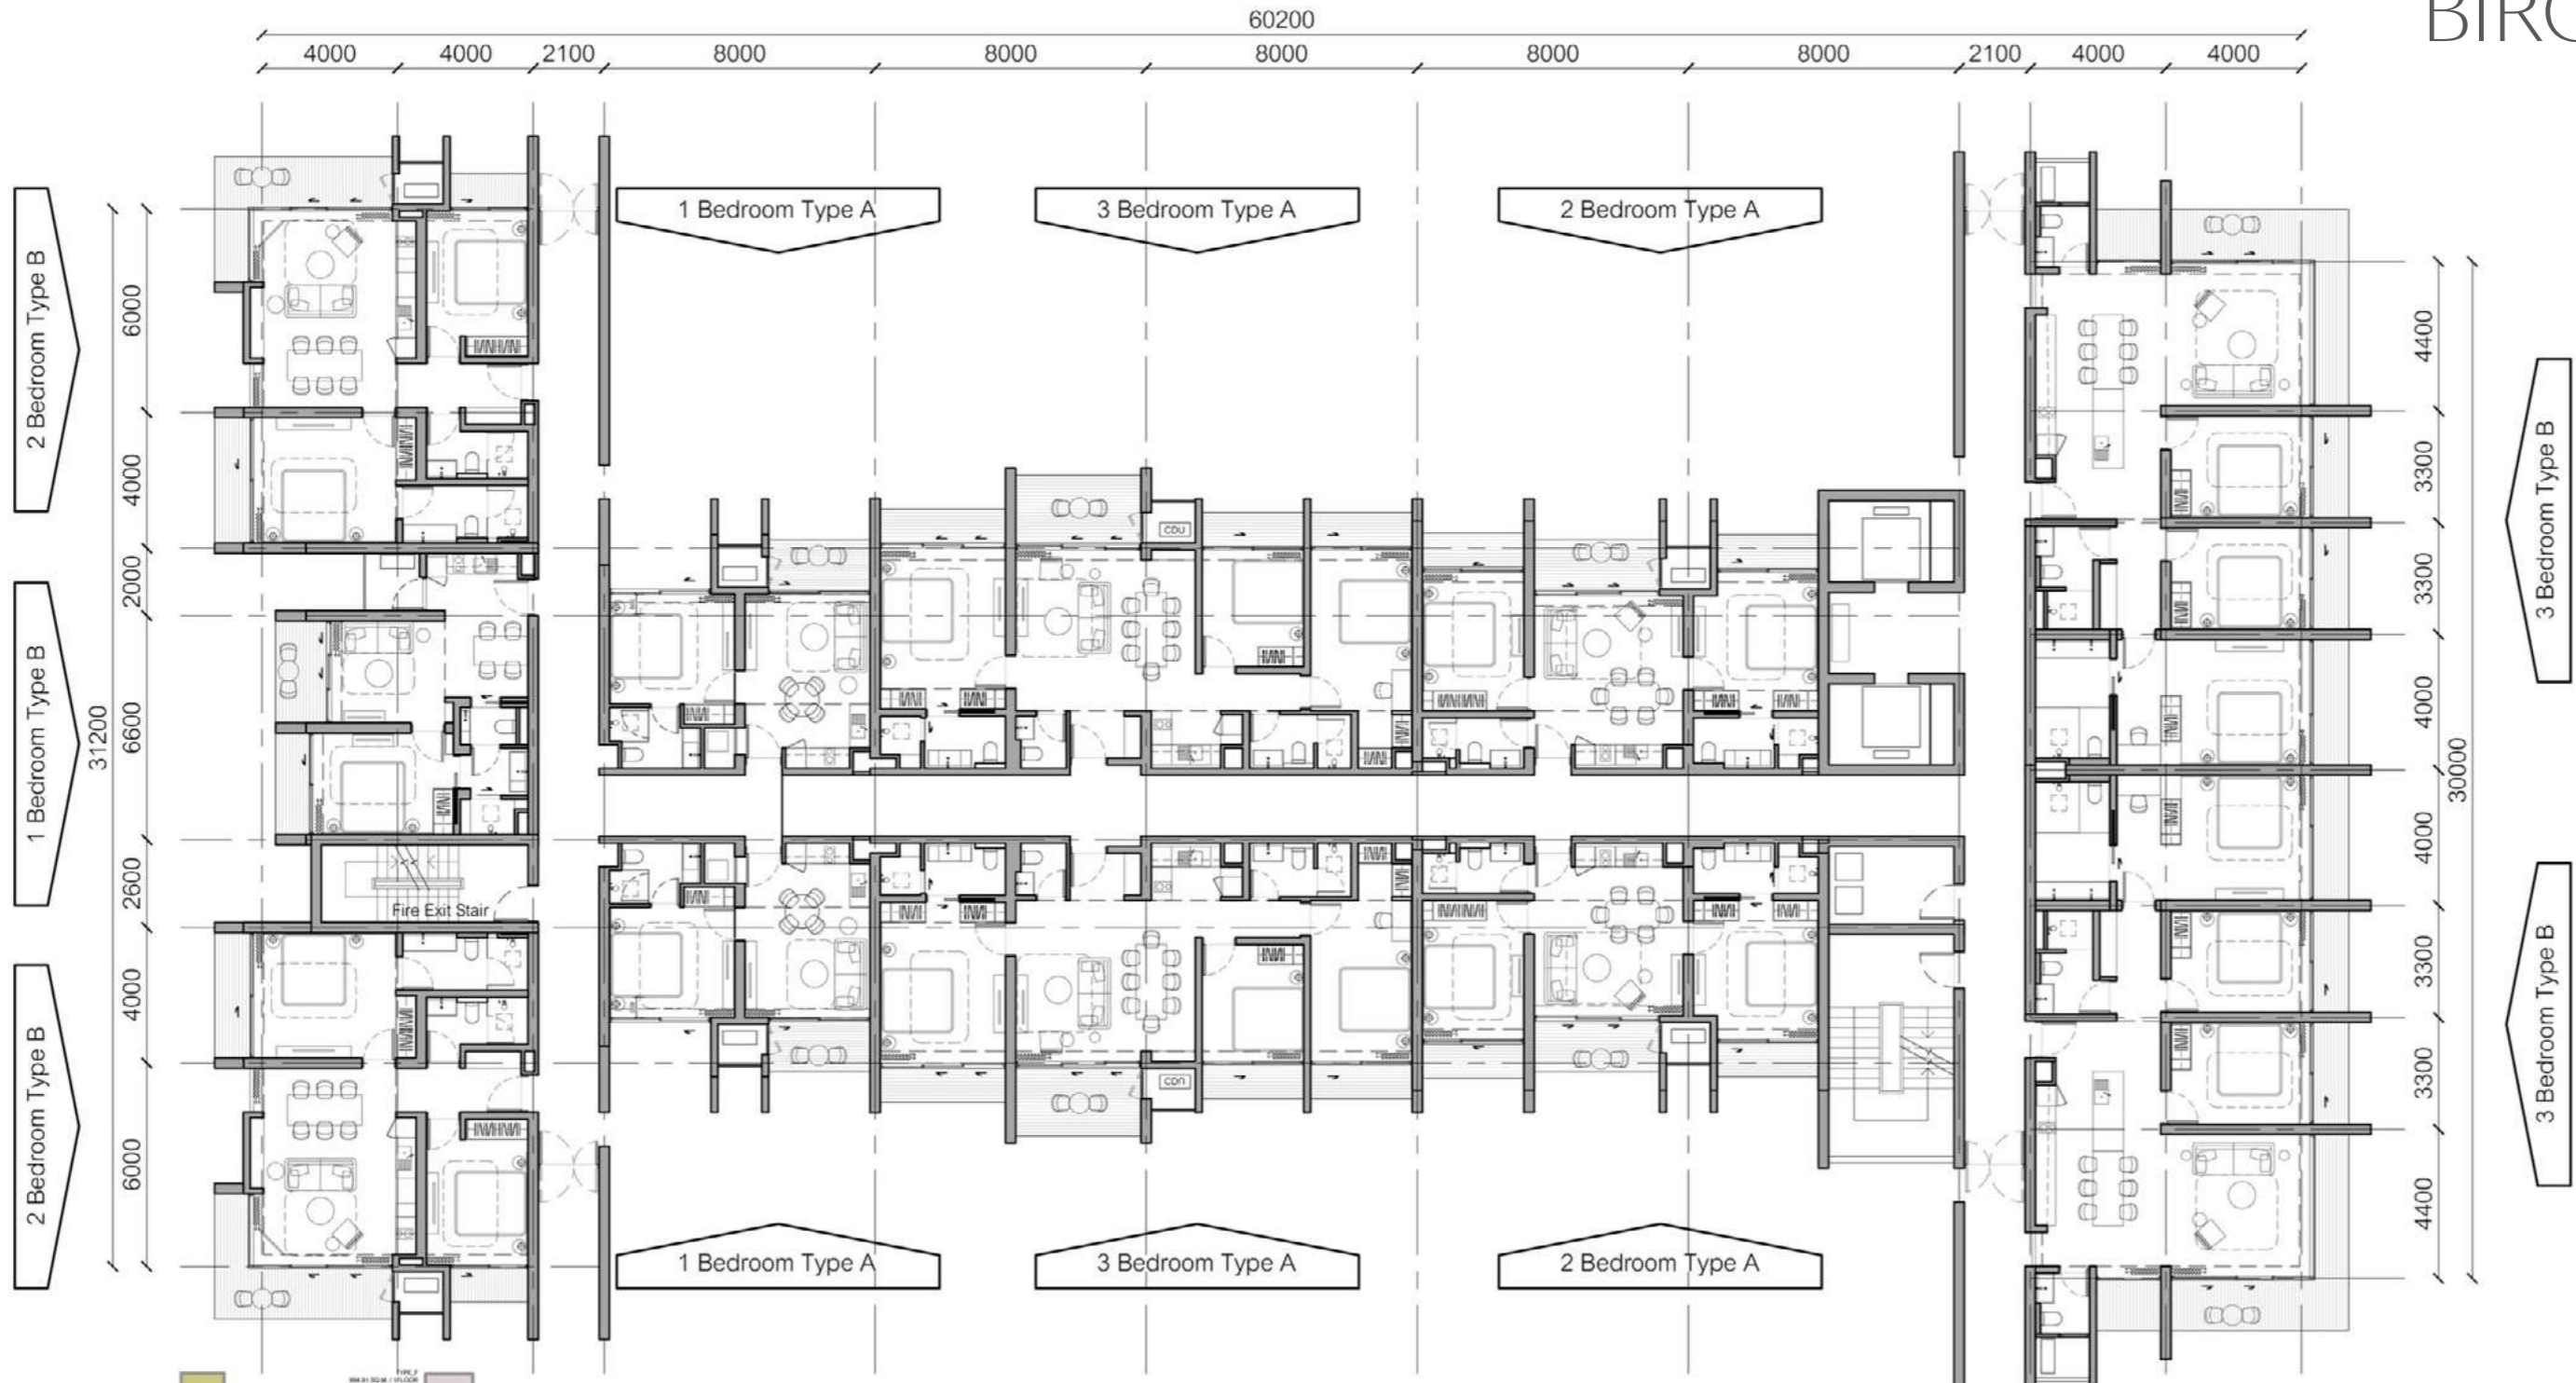 BIRC
60200
4000 4000 2100 8000 8000 8000 8000 8000 2100 4000 4000
1 Bedroom Type A
3 Bedroom Type A
2 Bedroom Type A
2 Bedroom Type B
1 Bedroom Type B
2 Bedroom Type B
31200
6000
4000
2000
6600
2600
4000
6000
CDU
Fire Exit Stair
CDU
4400
3300
3300
4000
4000
3300
3300
4400
30000
3 Bedroom Type B
3 Bedroom Type B
1 Bedroom Type A
3 Bedroom Type A
2 Bedroom Type A